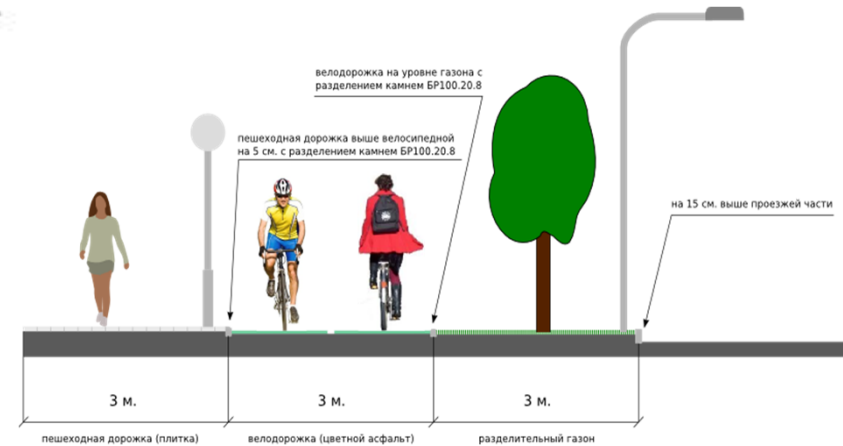 велодорожка на уровне газона с
разделением камнем БР100.20.8
пешеходная дорожка выше велосипедной
на 5 см. с разделением камнем БР100.20.8
на 15 см. выше проезжей части
3 м.
3 м.
3 м.
пешеходная дорожка (плитка)
велодорожка (цветной асфальт)
разделительный газон